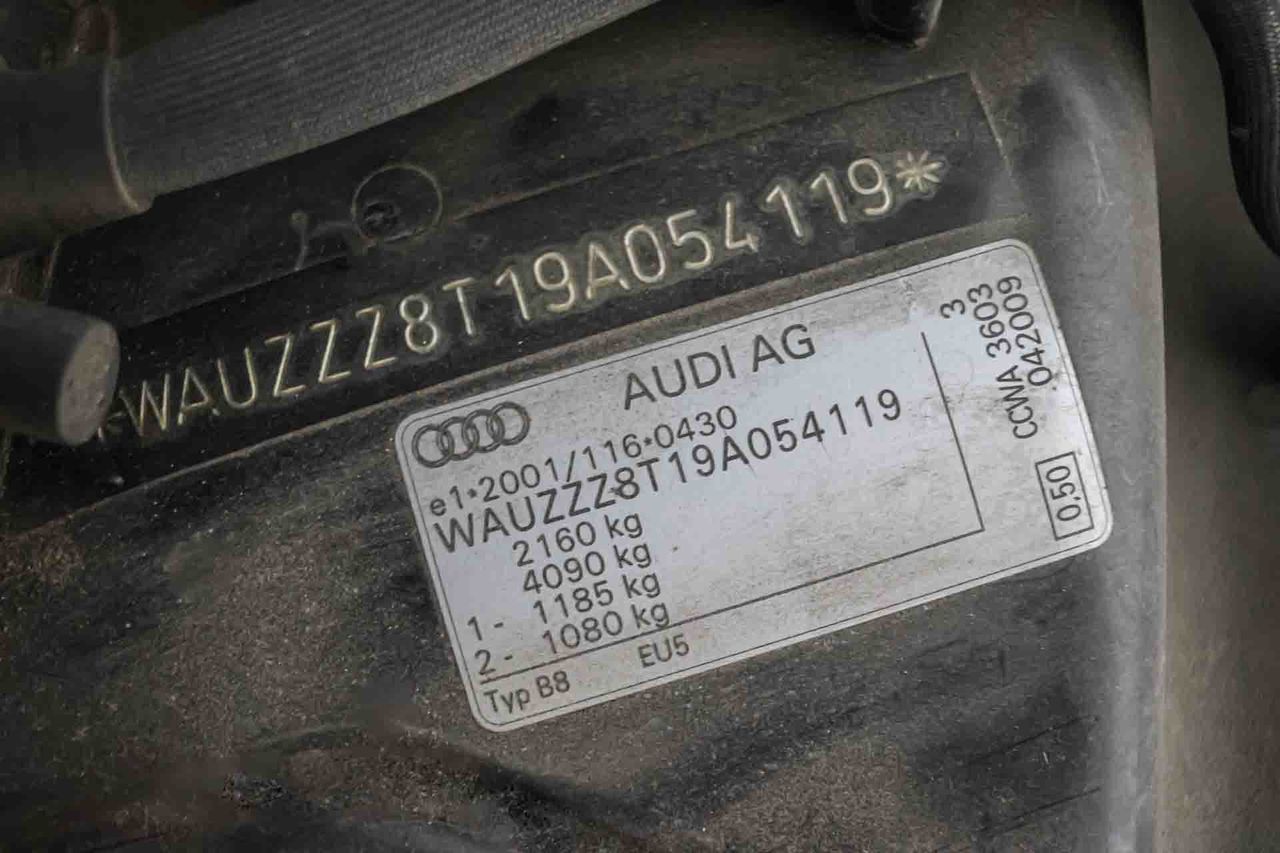 *WAUZZZ8T19A054119*
AUDI AG
e1*2001/116*0430
WAUZZZ8T19A054119
2160 kg
4090 kg
1- 1185 kg
2- 1080 kg
Typ B8 EU5
3
CCWA 3603
042009
0,50